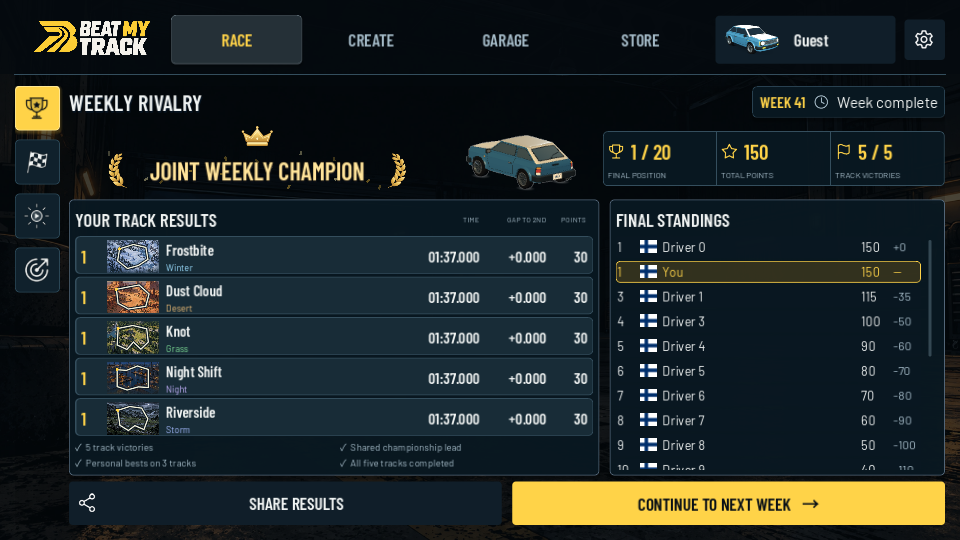 BEAT MY TRACK
RACE
CREATE
GARAGE
STORE
Guest
WEEKLY RIVALRY
WEEK 41 Week complete
JOINT WEEKLY CHAMPION
1 / 20
FINAL POSITION
150
TOTAL POINTS
5 / 5
TRACK VICTORIES
YOUR TRACK RESULTS TIME GAP TO 2ND POINTS
1 Frostbite 01:37.000 +0.000 30
Winter
1 Dust Cloud 01:37.000 +0.000 30
Desert
1 Knot 01:37.000 +0.000 30
Grass
1 Night Shift 01:37.000 +0.000 30
Night
1 Riverside 01:37.000 +0.000 30
Storm
✓ 5 track victories ✓ Shared championship lead
✓ Personal bests on 3 tracks ✓ All five tracks completed
FINAL STANDINGS
1 Driver 0 150 +0
1 You 150 –
3 Driver 1 115 -35
4 Driver 3 100 -50
5 Driver 4 90 -60
6 Driver 5 80 -70
7 Driver 6 70 -80
8 Driver 7 60 -90
9 Driver 8 50 -100
10 Driver 9 40 -110
SHARE RESULTS
CONTINUE TO NEXT WEEK →